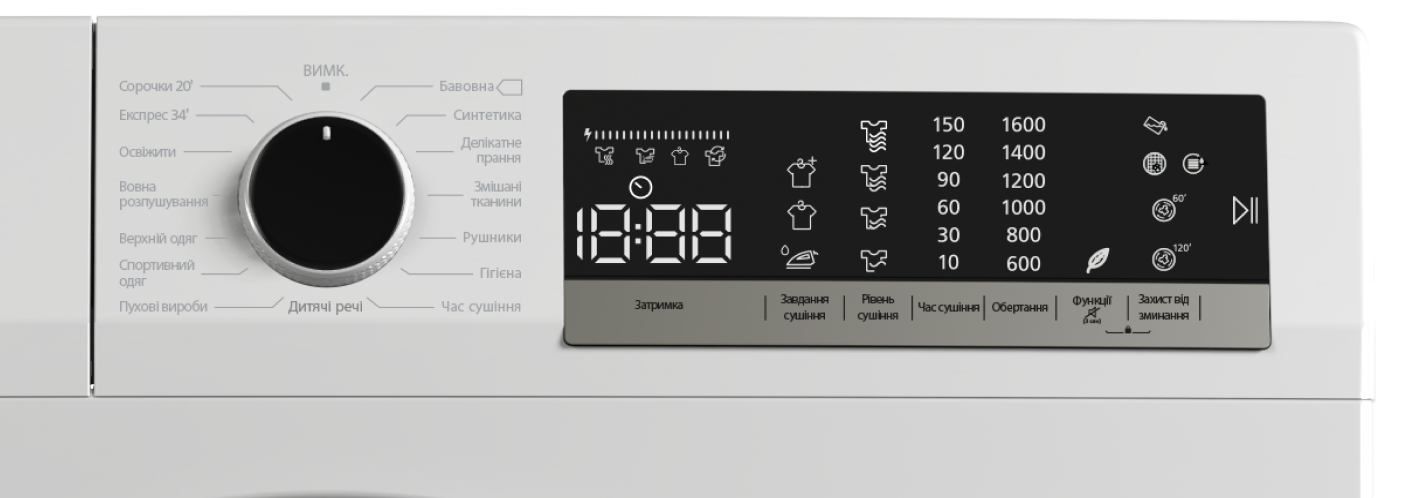 ВИМК.
Сорочки 20'
Експрес 34'
Освіжити
Вовна
розпушування
Верхній одяг
Спортивний
одяг
Пухові вироби
Дитячі речі
Бавовна
Синтетика
Делікатне
прання
Змішані
тканини
Рушники
Гігієна
Час сушіння
18:88
150
120
90
60
30
10
1600
1400
1200
1000
800
600
60'
120'
Затримка
Завдання
сушіння
Рівень
сушіння
Час сушіння
Обертання
Функції
Захист від
зминання